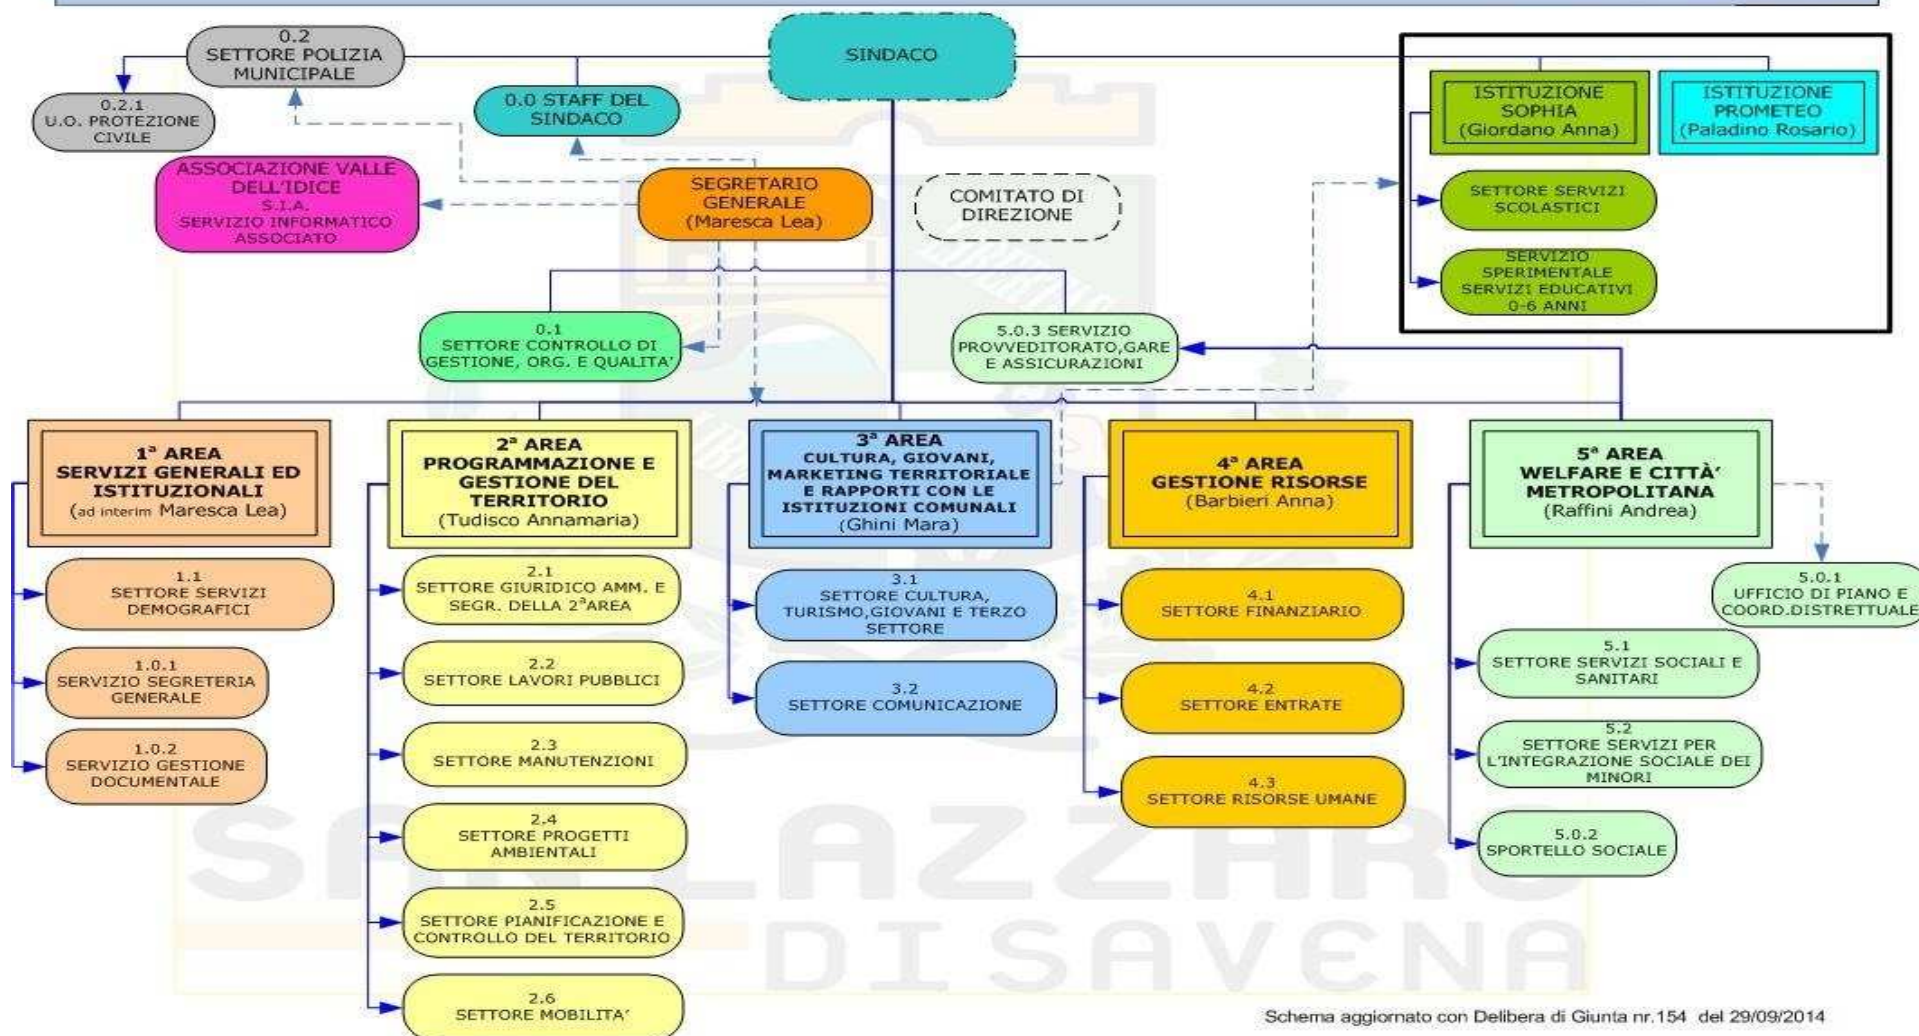 0.2
SETTORE POLIZIA
MUNICIPALE
SINDACO
0.2.1
U.O. PROTEZIONE
CIVILE
0.0 STAFF DEL
SINDACO
ISTITUZIONE
SOPHIA
(Giordano Anna)
ISTITUZIONE
PROMETEO
(Paladino Rosario)
ASSOCIAZIONE VALLE
DELL'IDICE
S.I.A.
SERVIZIO INFORMATICO
ASSOCIATO
SEGRETARIO
GENERALE
(Maresca Lea)
COMITATO DI
DIREZIONE
SETTORE SERVIZI
SCOLASTICI
SERVIZIO
SPERIMENTALE
SERVIZI EDUCATIVI
0-6 ANNI
0.1
SETTORE CONTROLLO DI
GESTIONE, ORG. E QUALITA'
5.0.3 SERVIZIO
PROVVEDITORATO,GARE
E ASSICURAZIONI
1ª AREA
SERVIZI GENERALI ED
ISTITUZIONALI
(ad interim Maresca Lea)
1.1
SETTORE SERVIZI
DEMOGRAFICI
1.0.1
SERVIZIO SEGRETERIA
GENERALE
1.0.2
SERVIZIO GESTIONE
DOCUMENTALE
2ª AREA
PROGRAMMAZIONE E
GESTIONE DEL
TERRITORIO
(Tudisco Annamaria)
2.1
SETTORE GIURIDICO AMM. E
SEGR. DELLA 2ªAREA
2.2
SETTORE LAVORI PUBBLICI
2.3
SETTORE MANUTENZIONI
2.4
SETTORE PROGETTI
AMBIENTALI
2.5
SETTORE PIANIFICAZIONE E
CONTROLLO DEL TERRITORIO
2.6
SETTORE MOBILITA'
3ª AREA
CULTURA, GIOVANI,
MARKETING TERRITORIALE
E RAPPORTI CON LE
ISTITUZIONI COMUNALI
(Ghini Mara)
3.1
SETTORE CULTURA,
TURISMO,GIOVANI E TERZO
SETTORE
3.2
SETTORE COMUNICAZIONE
4ª AREA
GESTIONE RISORSE
(Barbieri Anna)
4.1
SETTORE FINANZIARIO
4.2
SETTORE ENTRATE
4.3
SETTORE RISORSE UMANE
5ª AREA
WELFARE E CITTÀ'
METROPOLITANA
(Raffini Andrea)
5.0.1
UFFICIO DI PIANO E
COORD.DISTRETTUALE
5.1
SETTORE SERVIZI SOCIALI E
SANITARI
5.2
SETTORE SERVIZI PER
L'INTEGRAZIONE SOCIALE DEI
MINORI
5.0.2
SPORTELLO SOCIALE
SAN LAZZARO
DI SAVENA
Schema aggiornato con Delibera di Giunta nr.154 del 29/09/2014